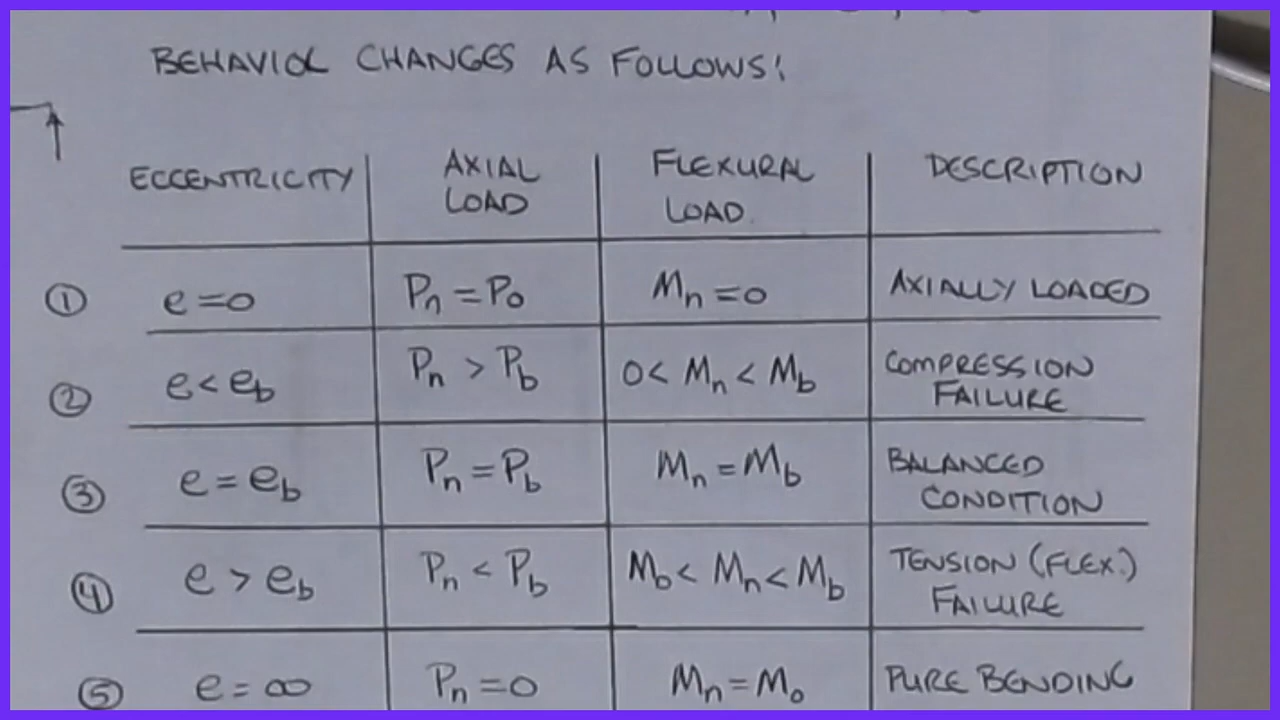 BEHAVIOR CHANGES AS FOLLOWS:
ECCENTRICITY AXIAL LOAD FLEXURAL LOAD. DESCRIPTION
① e=0 Pn=Po Mn=0 AXIALLY LOADED
② e<eb Pn>Pb 0<Mn<Mb COMPRESSION FAILURE
③ e=eb Pn=Pb Mn=Mb BALANCED CONDITION
④ e>eb Pn<Pb Mo<Mn<Mb TENSION (FLEX.) FAILURE
⑤ e=∞ Pn=0 Mn=Mo PURE BENDING